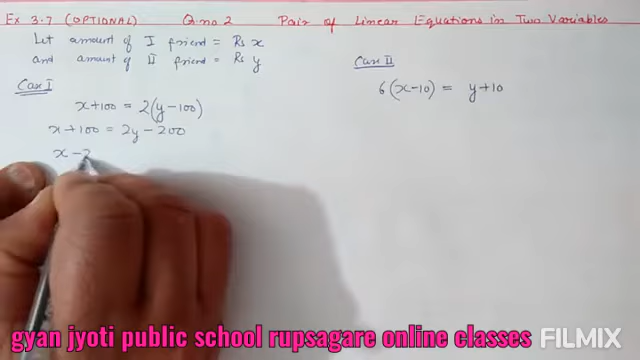 Ex 3.7 (OPTIONAL) Q.no 2 Pair of Linear Equations in Two Variables
Let amount of I friend = Rs x
and amount of II friend = Rs y
Case I
x+100 = 2(y-100)
x+100 = 2y-200
x-2
Case II
6(x-10) = y+10
gyan jyoti public school rupsagare online classes FILMIX